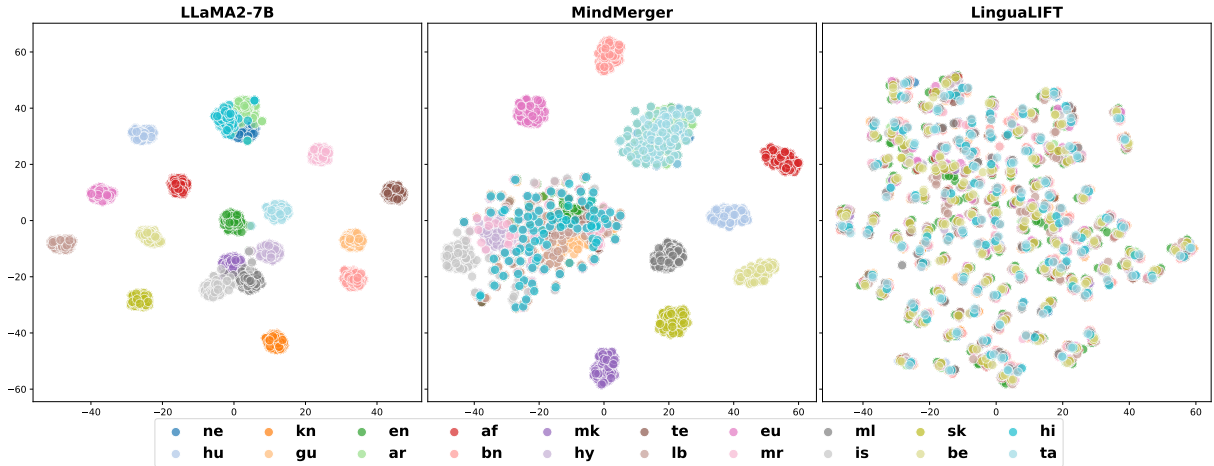 LLaMA2-7B MindMerger LinguaLIFT
60
40
20
0
−20
−40
−60
−40 −20 0 20 40 −40 −20 0 20 40 60 −40 −20 0 20 40 60
ne kn en af mk te eu ml sk hi
hu gu ar bn hy lb mr is be ta